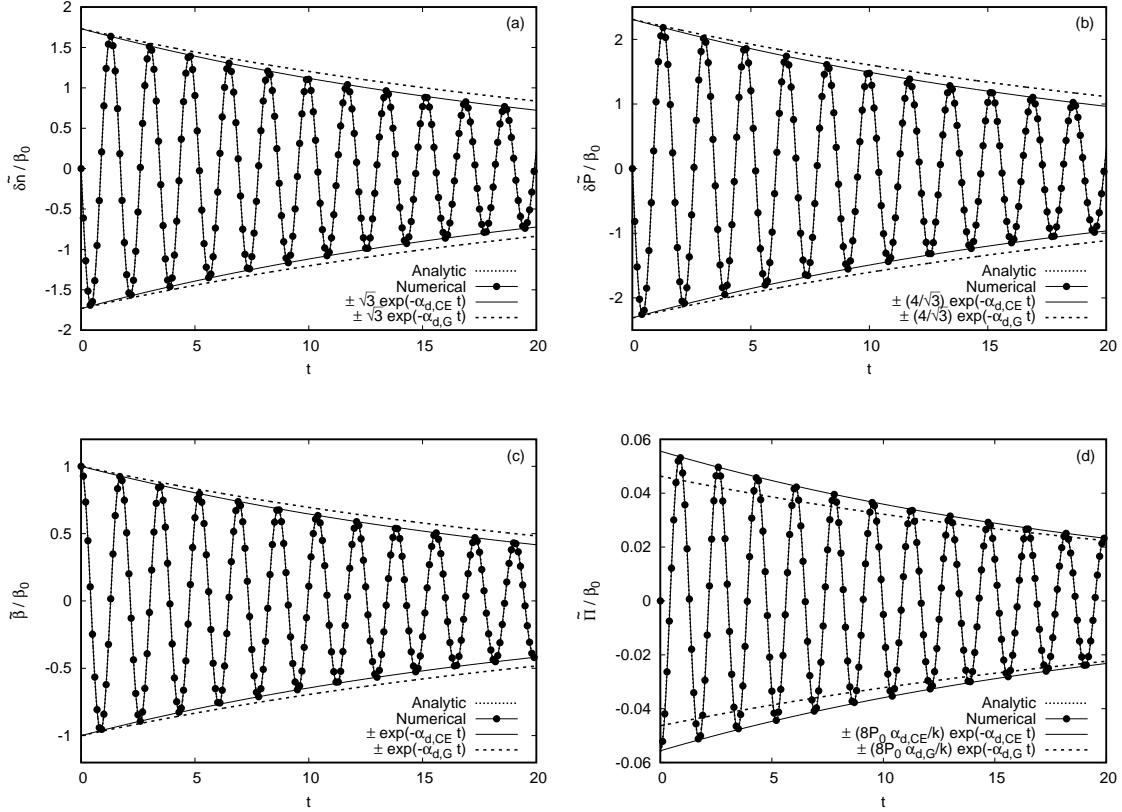 (a)
2
1.5
1
0.5
0
-0.5
-1
-1.5
-2
δñ / β₀
0 5 10 15 20
t
Analytic
Numerical
± √3 exp(-α_{d,CE} t)
± √3 exp(-α_{d,G} t)
(b)
2
1
0
-1
-2
δP̃ / β₀
0 5 10 15 20
t
Analytic
Numerical
± (4/√3) exp(-α_{d,CE} t)
± (4/√3) exp(-α_{d,G} t)
(c)
1
0.5
0
-0.5
-1
β̃ / β₀
0 5 10 15 20
t
Analytic
Numerical
± exp(-α_{d,CE} t)
± exp(-α_{d,G} t)
(d)
0.06
0.04
0.02
0
-0.02
-0.04
-0.06
Π̃ / β₀
0 5 10 15 20
t
Analytic
Numerical
± (8P₀ α_{d,CE}/k) exp(-α_{d,CE} t)
± (8P₀ α_{d,G}/k) exp(-α_{d,G} t)